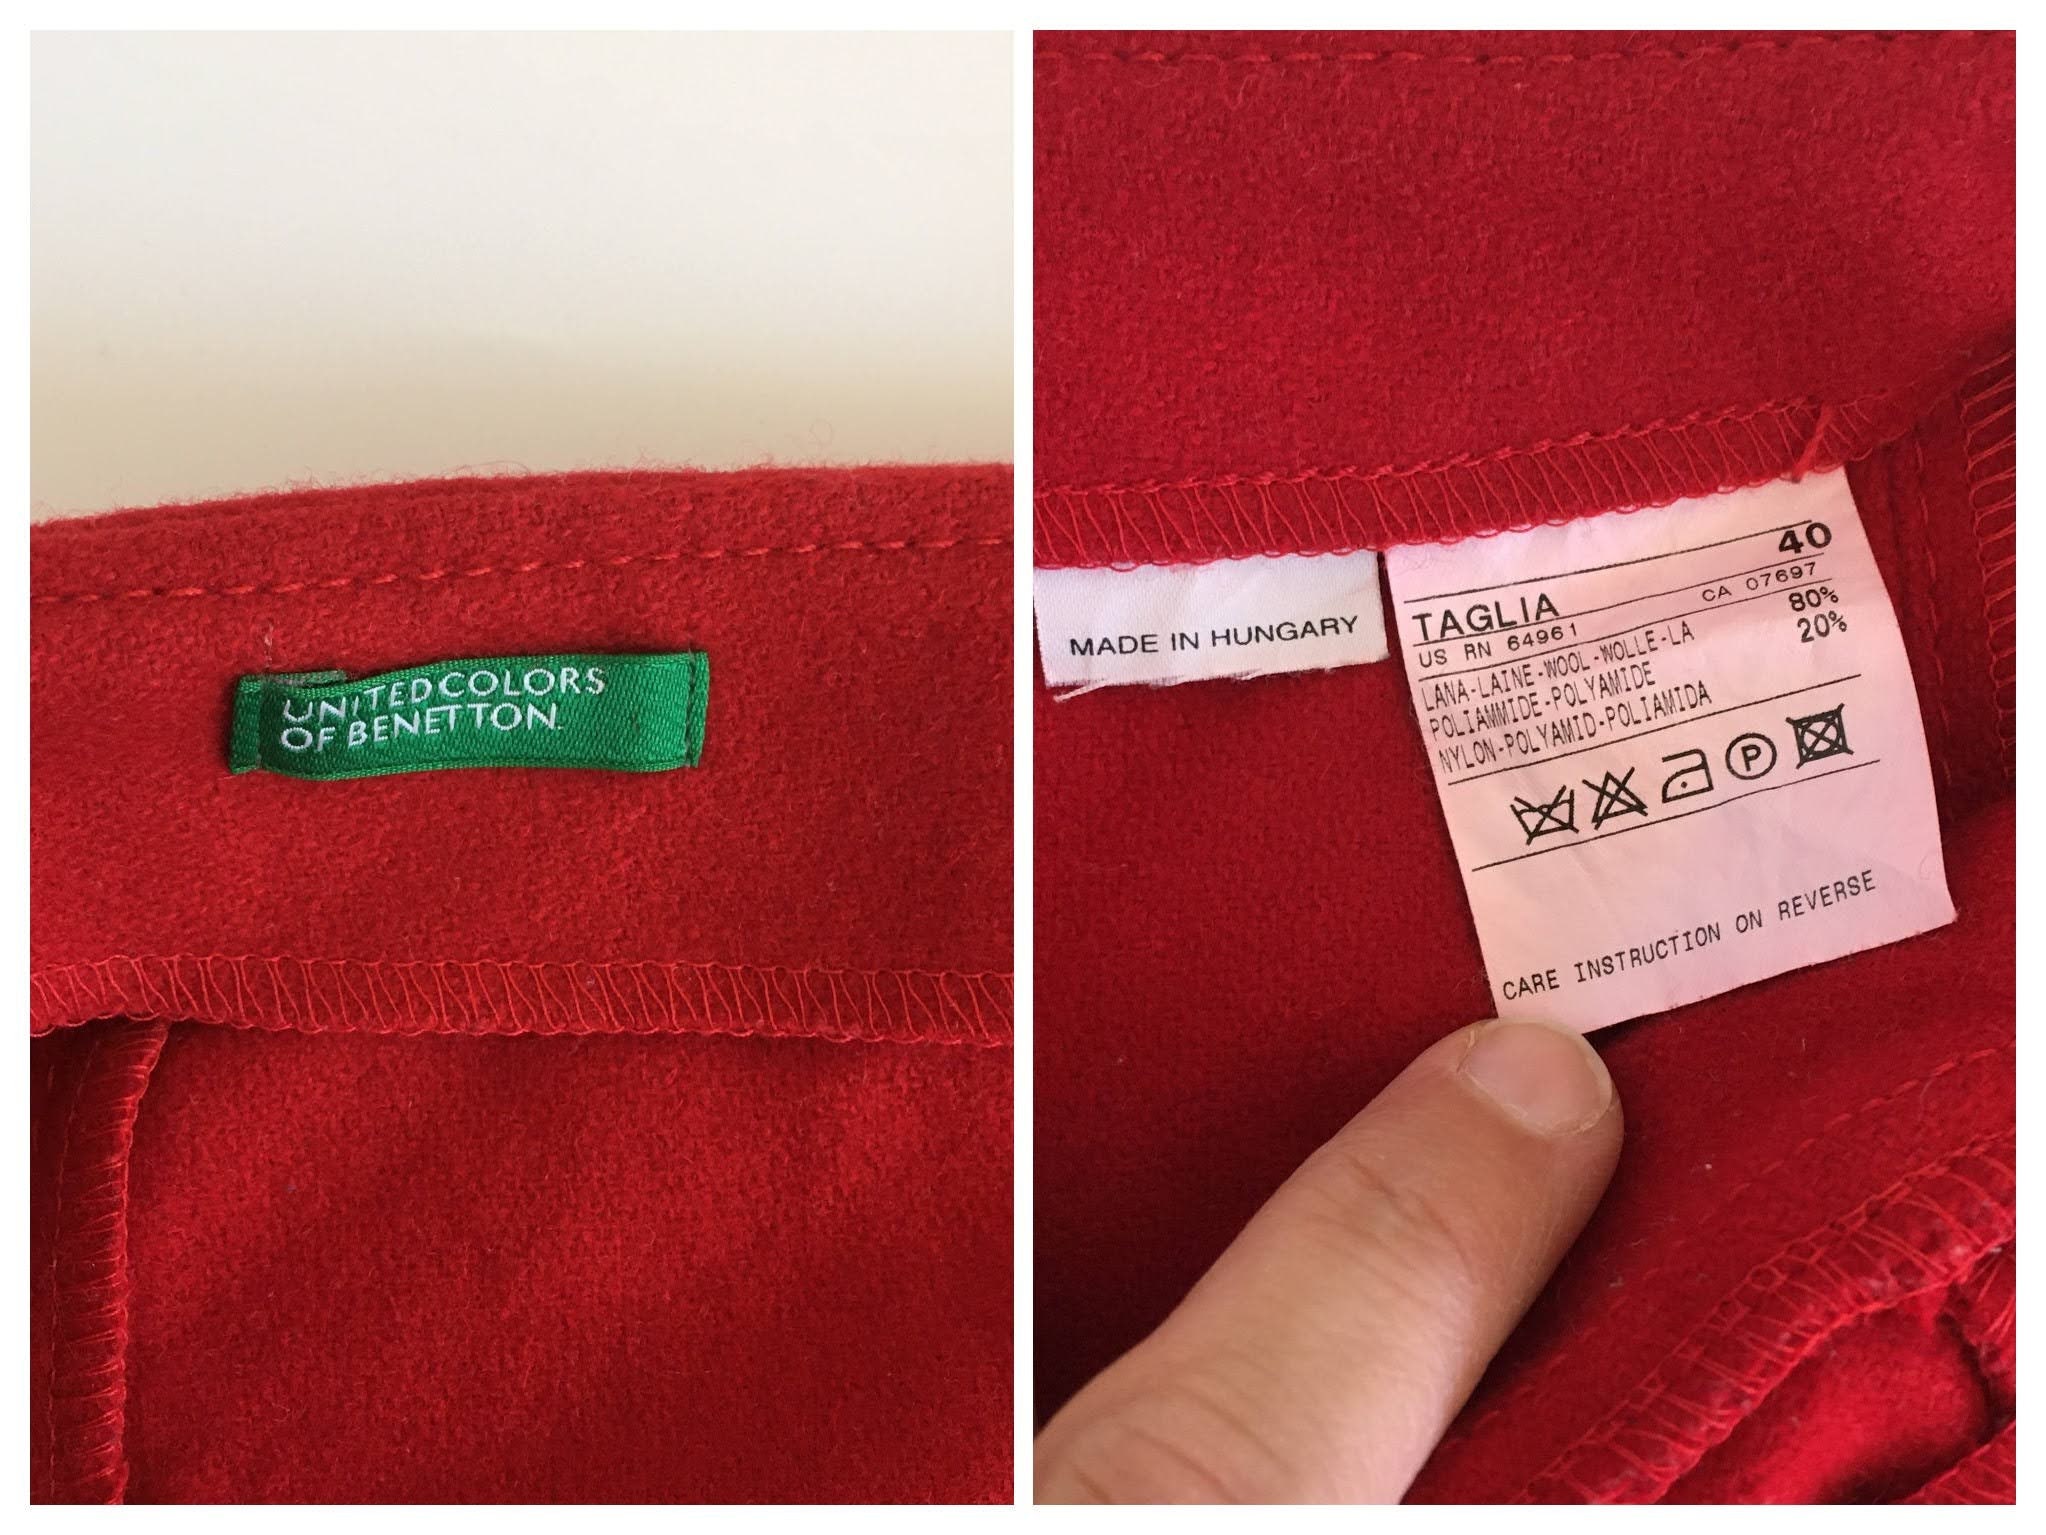 UNITED COLORS
OF BENETTON.
MADE IN HUNGARY
TAGLIA 40
US RN 64961 CA 07697
LANA-LAINE-WOOL-WOLLE-LA 80%
POLIAMMIDE-POLYAMIDE 20%
NYLON-POLYAMID-POLIAMIDA
P
CARE INSTRUCTION ON REVERSE